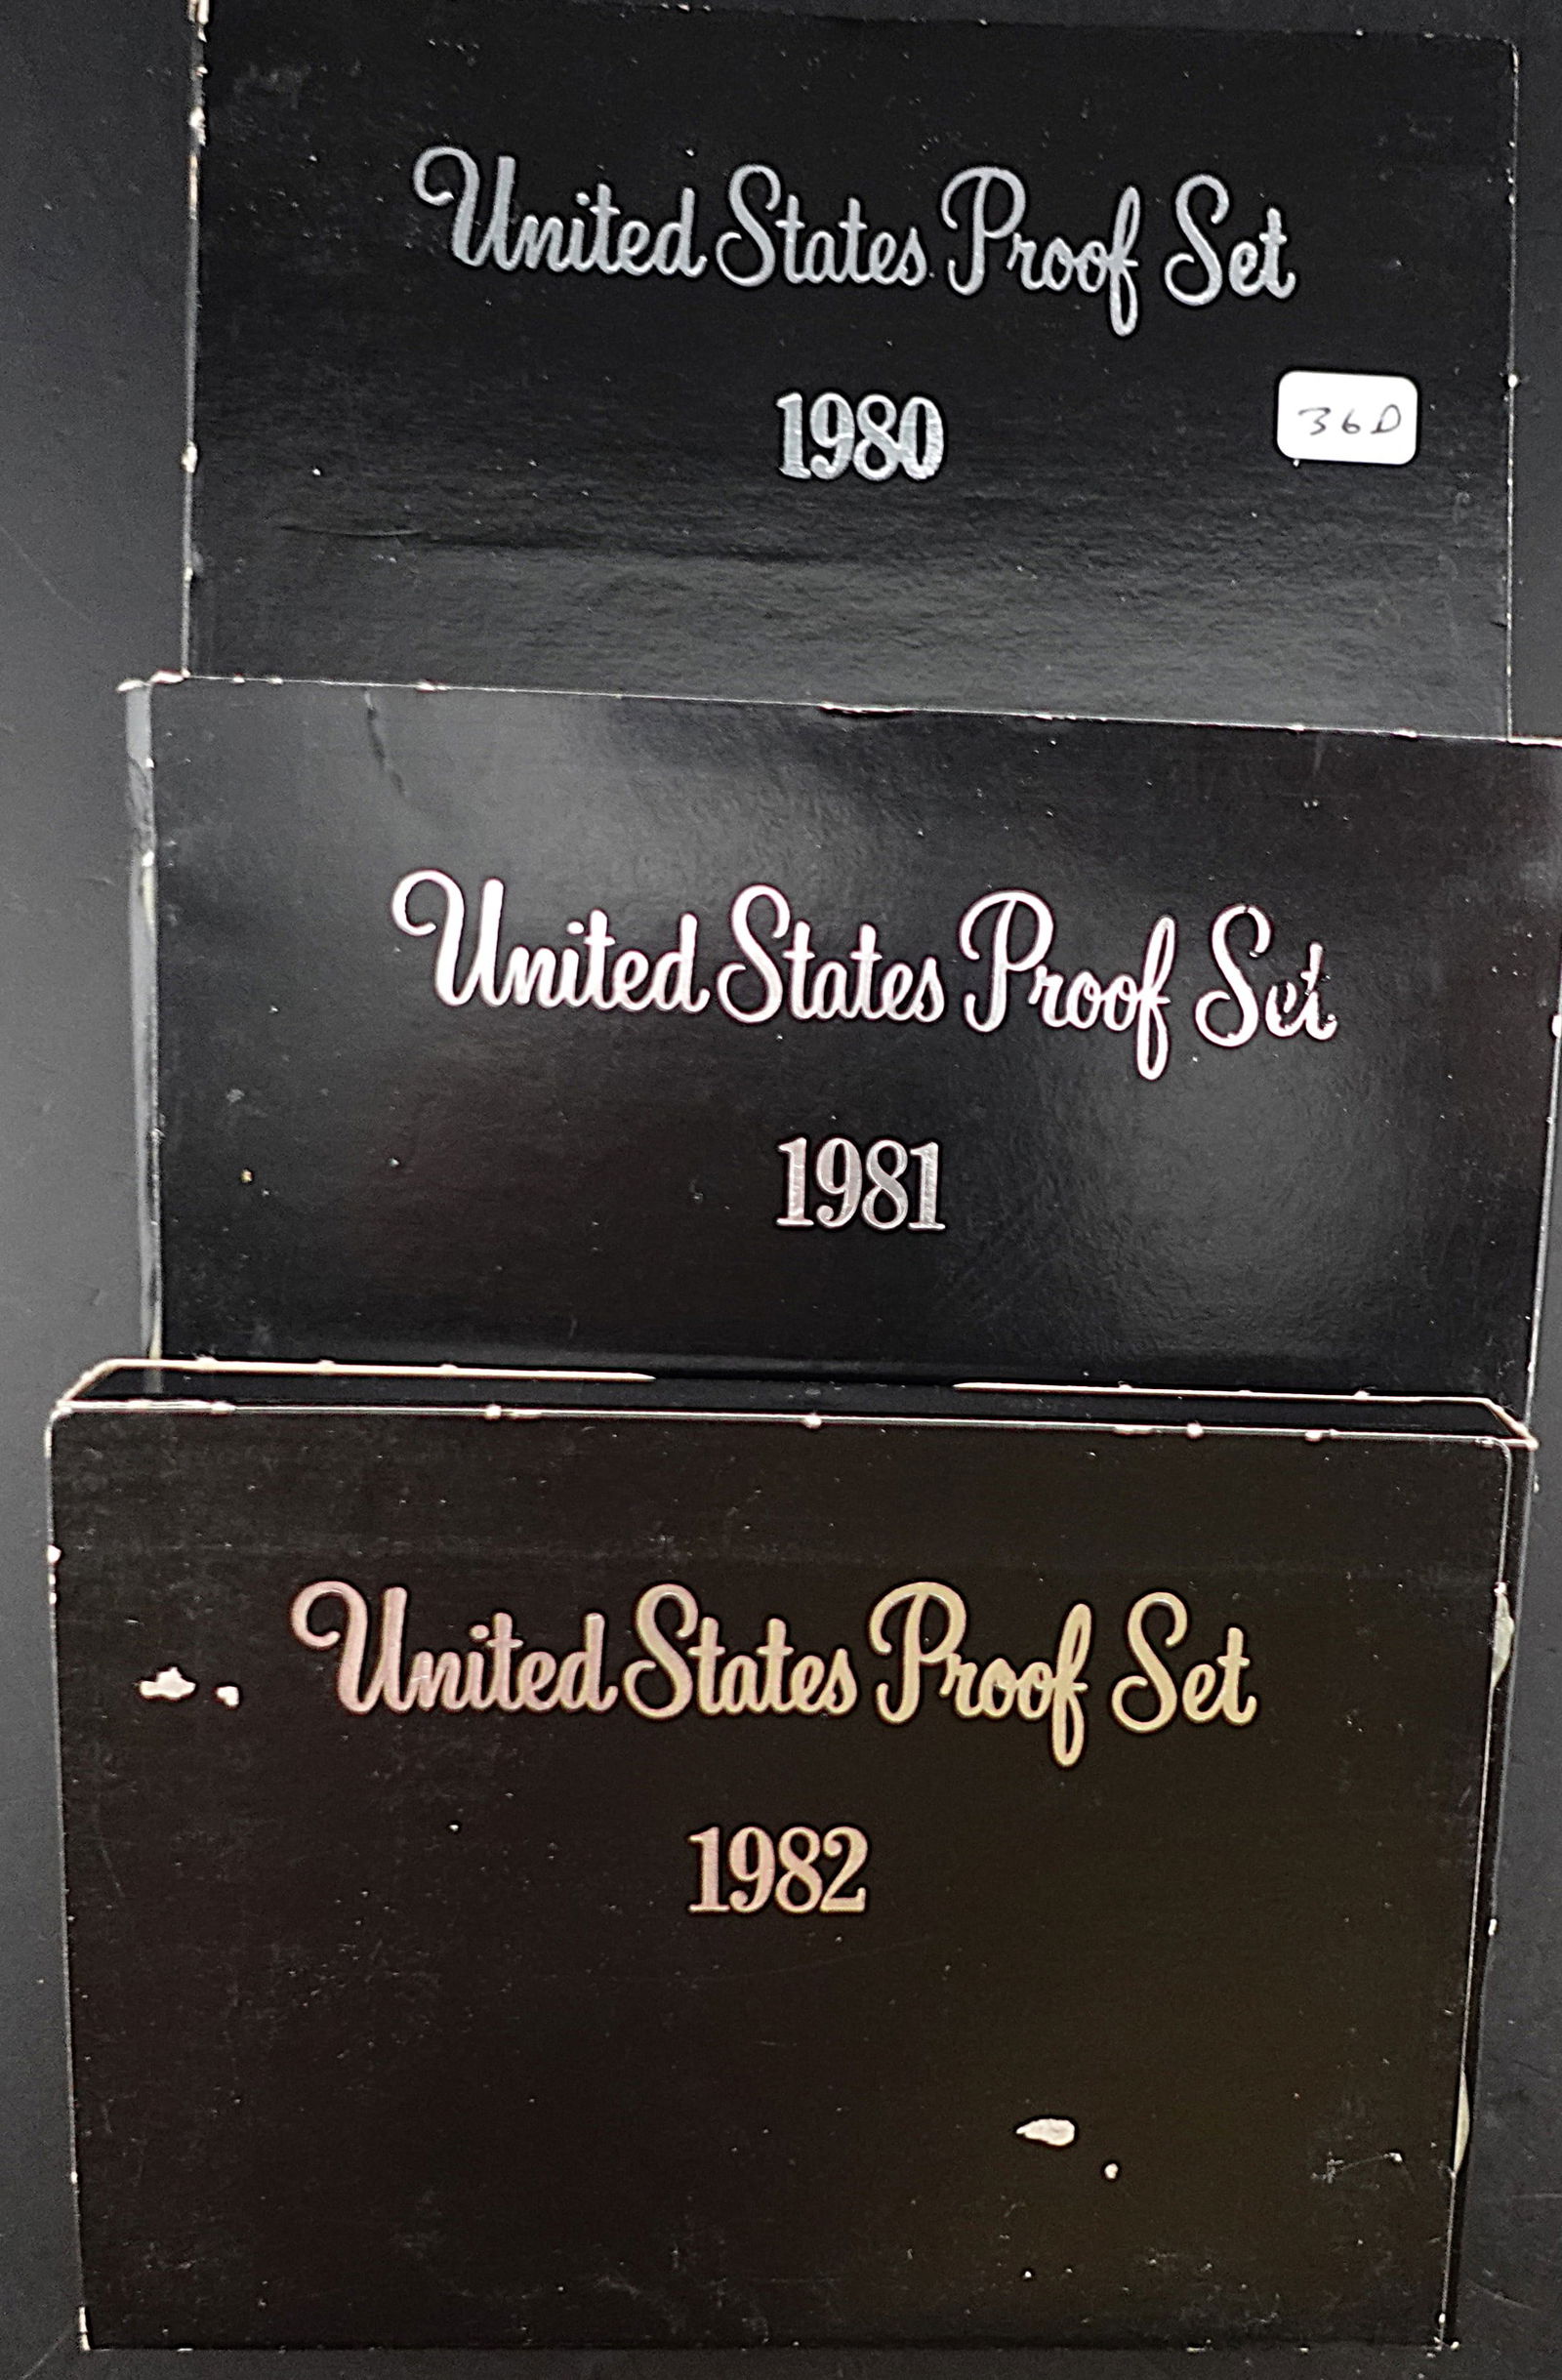 United States Proof Set
1980
36D
United States Proof Set
1981
United States Proof Set
1982